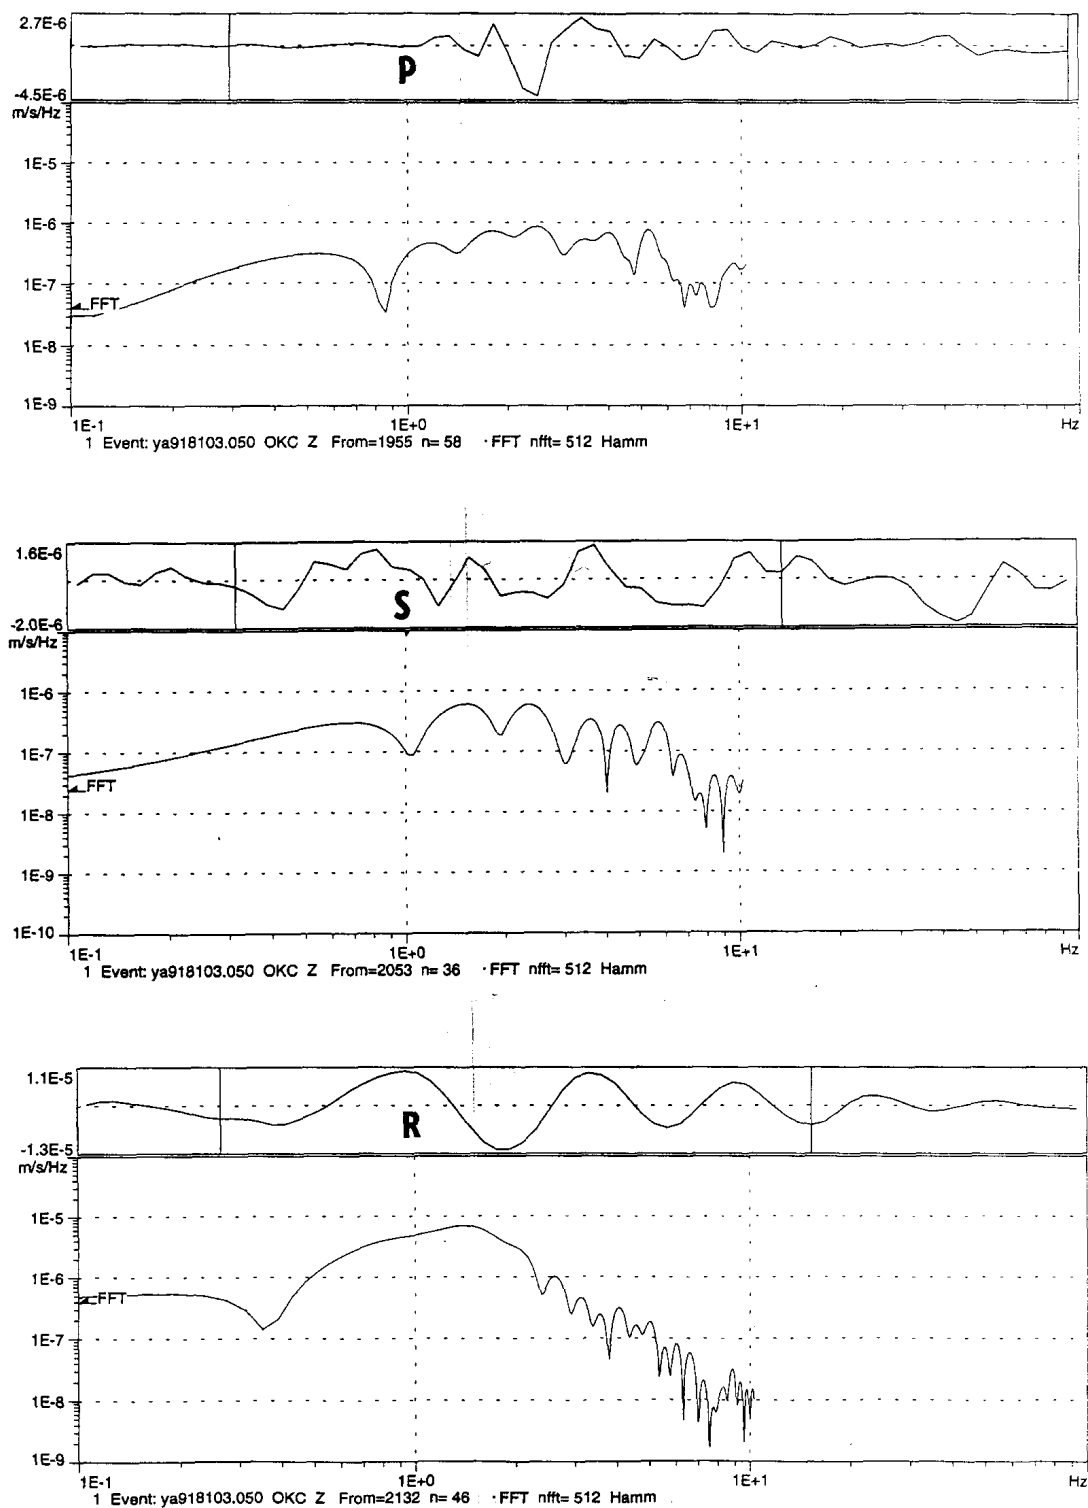 2.7E-6
P
-4.5E-6
m/s/Hz
1E-5
1E-6
1E-7
FFT
1E-8
1E-9
1E-1 1E+0 1E+1 Hz
1 Event: ya918103.050 OKC Z From=1955 n= 58 ·FFT nfft= 512 Hamm
1.6E-6
S
-2.0E-6
m/s/Hz
1E-6
1E-7
FFT
1E-8
1E-9
1E-10
1E-1 1E+0 1E+1 Hz
1 Event: ya918103.050 OKC Z From=2053 n= 36 ·FFT nfft= 512 Hamm
1.1E-5
R
-1.3E-5
m/s/Hz
1E-5
1E-6
FFT
1E-7
1E-8
1E-9
1E-1 1E+0 1E+1 Hz
1 Event: ya918103.050 OKC Z From=2132 n= 46 ·FFT nfft= 512 Hamm